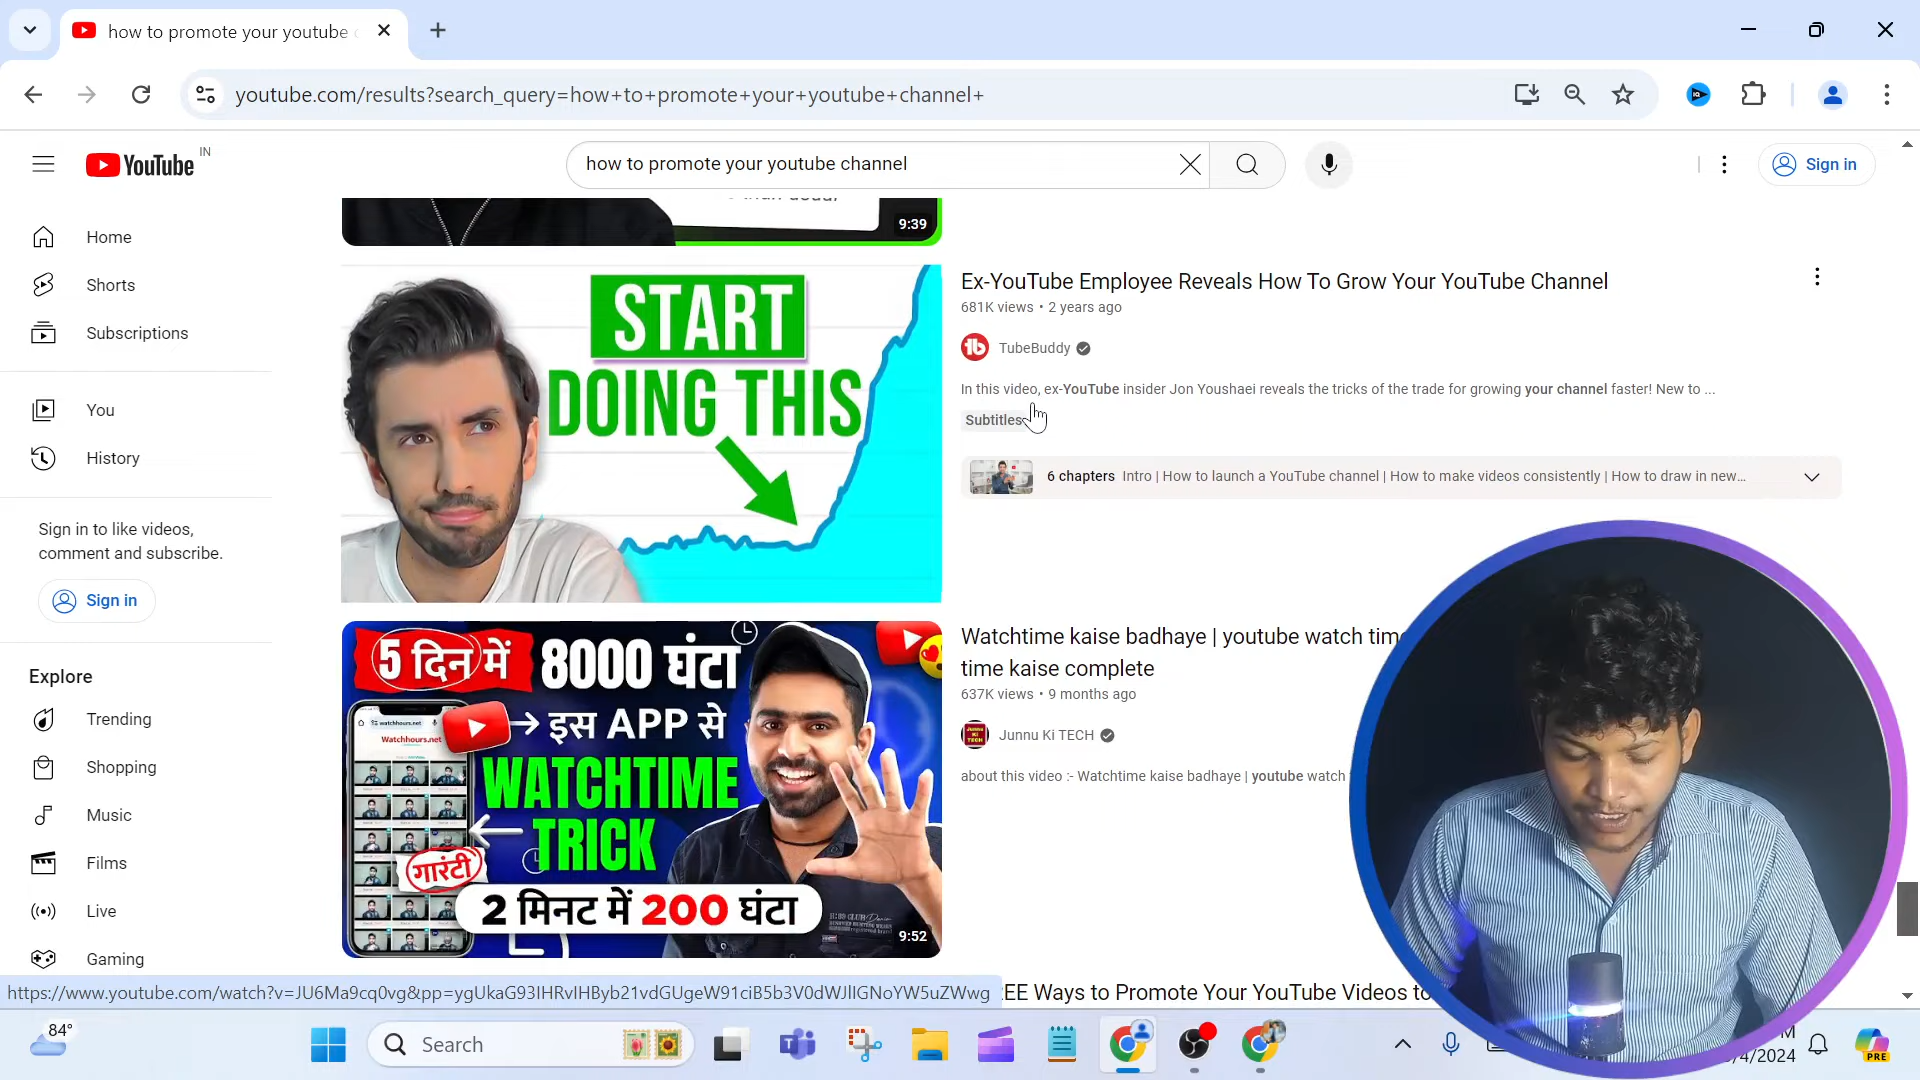 how to promote your youtube
youtube.com/results?search_query=how+to+promote+your+youtube+channel+
YouTube IN
how to promote your youtube channel
Sign in
Home
Shorts
Subscriptions
You
History
Sign in to like videos,
comment and subscribe.
Sign in
Explore
Trending
Shopping
Music
Films
Live
Gaming
9:39
START
DOING THIS
Ex-YouTube Employee Reveals How To Grow Your YouTube Channel
681K views • 2 years ago
TubeBuddy
In this video, ex-YouTube insider Jon Youshaei reveals the tricks of the trade for growing your channel faster! New to ...
Subtitles
6 chapters Intro | How to launch a YouTube channel | How to make videos consistently | How to draw in new...
5 दिन में 8000 घंटा
इस APP से
watchhours.net
Watchhours.net
WATCHTIME
TRICK
गारंटी
2 मिनट में 200 घंटा
9:52
Watchtime kaise badhaye | youtube watch time
time kaise complete
637K views • 9 months ago
Junnu Ki TECH
about this video :- Watchtime kaise badhaye | youtube watch
Ways to Promote Your YouTube Videos to
https://www.youtube.com/watch?v=JU6Ma9cq0vg&pp=
84°
Search
/4/2024
PRE